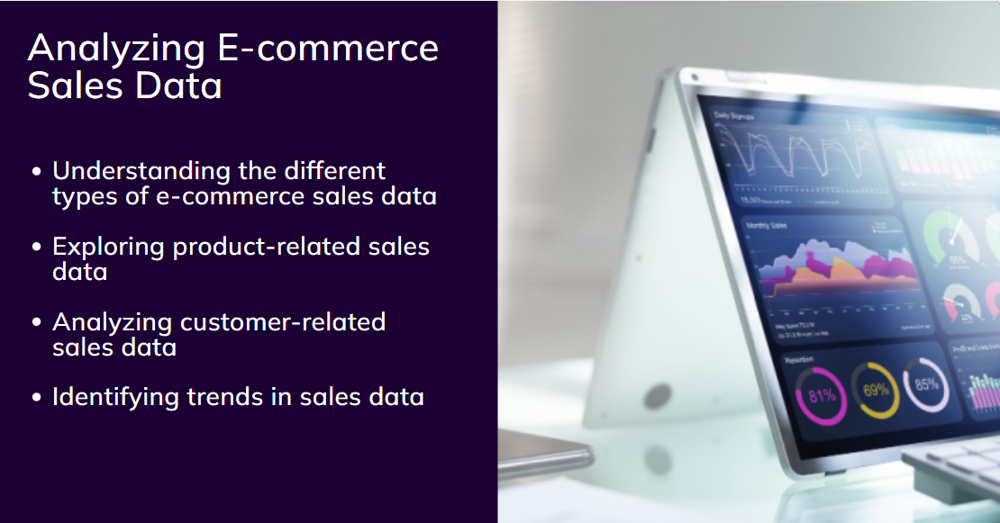 Analyzing E-commerce
Sales Data
• Understanding the different
types of e-commerce sales data
• Exploring product-related sales
data
• Analyzing customer-related
sales data
• Identifying trends in sales data
Daily Signups
Monthly Sales
Retention
81%
69%
85%